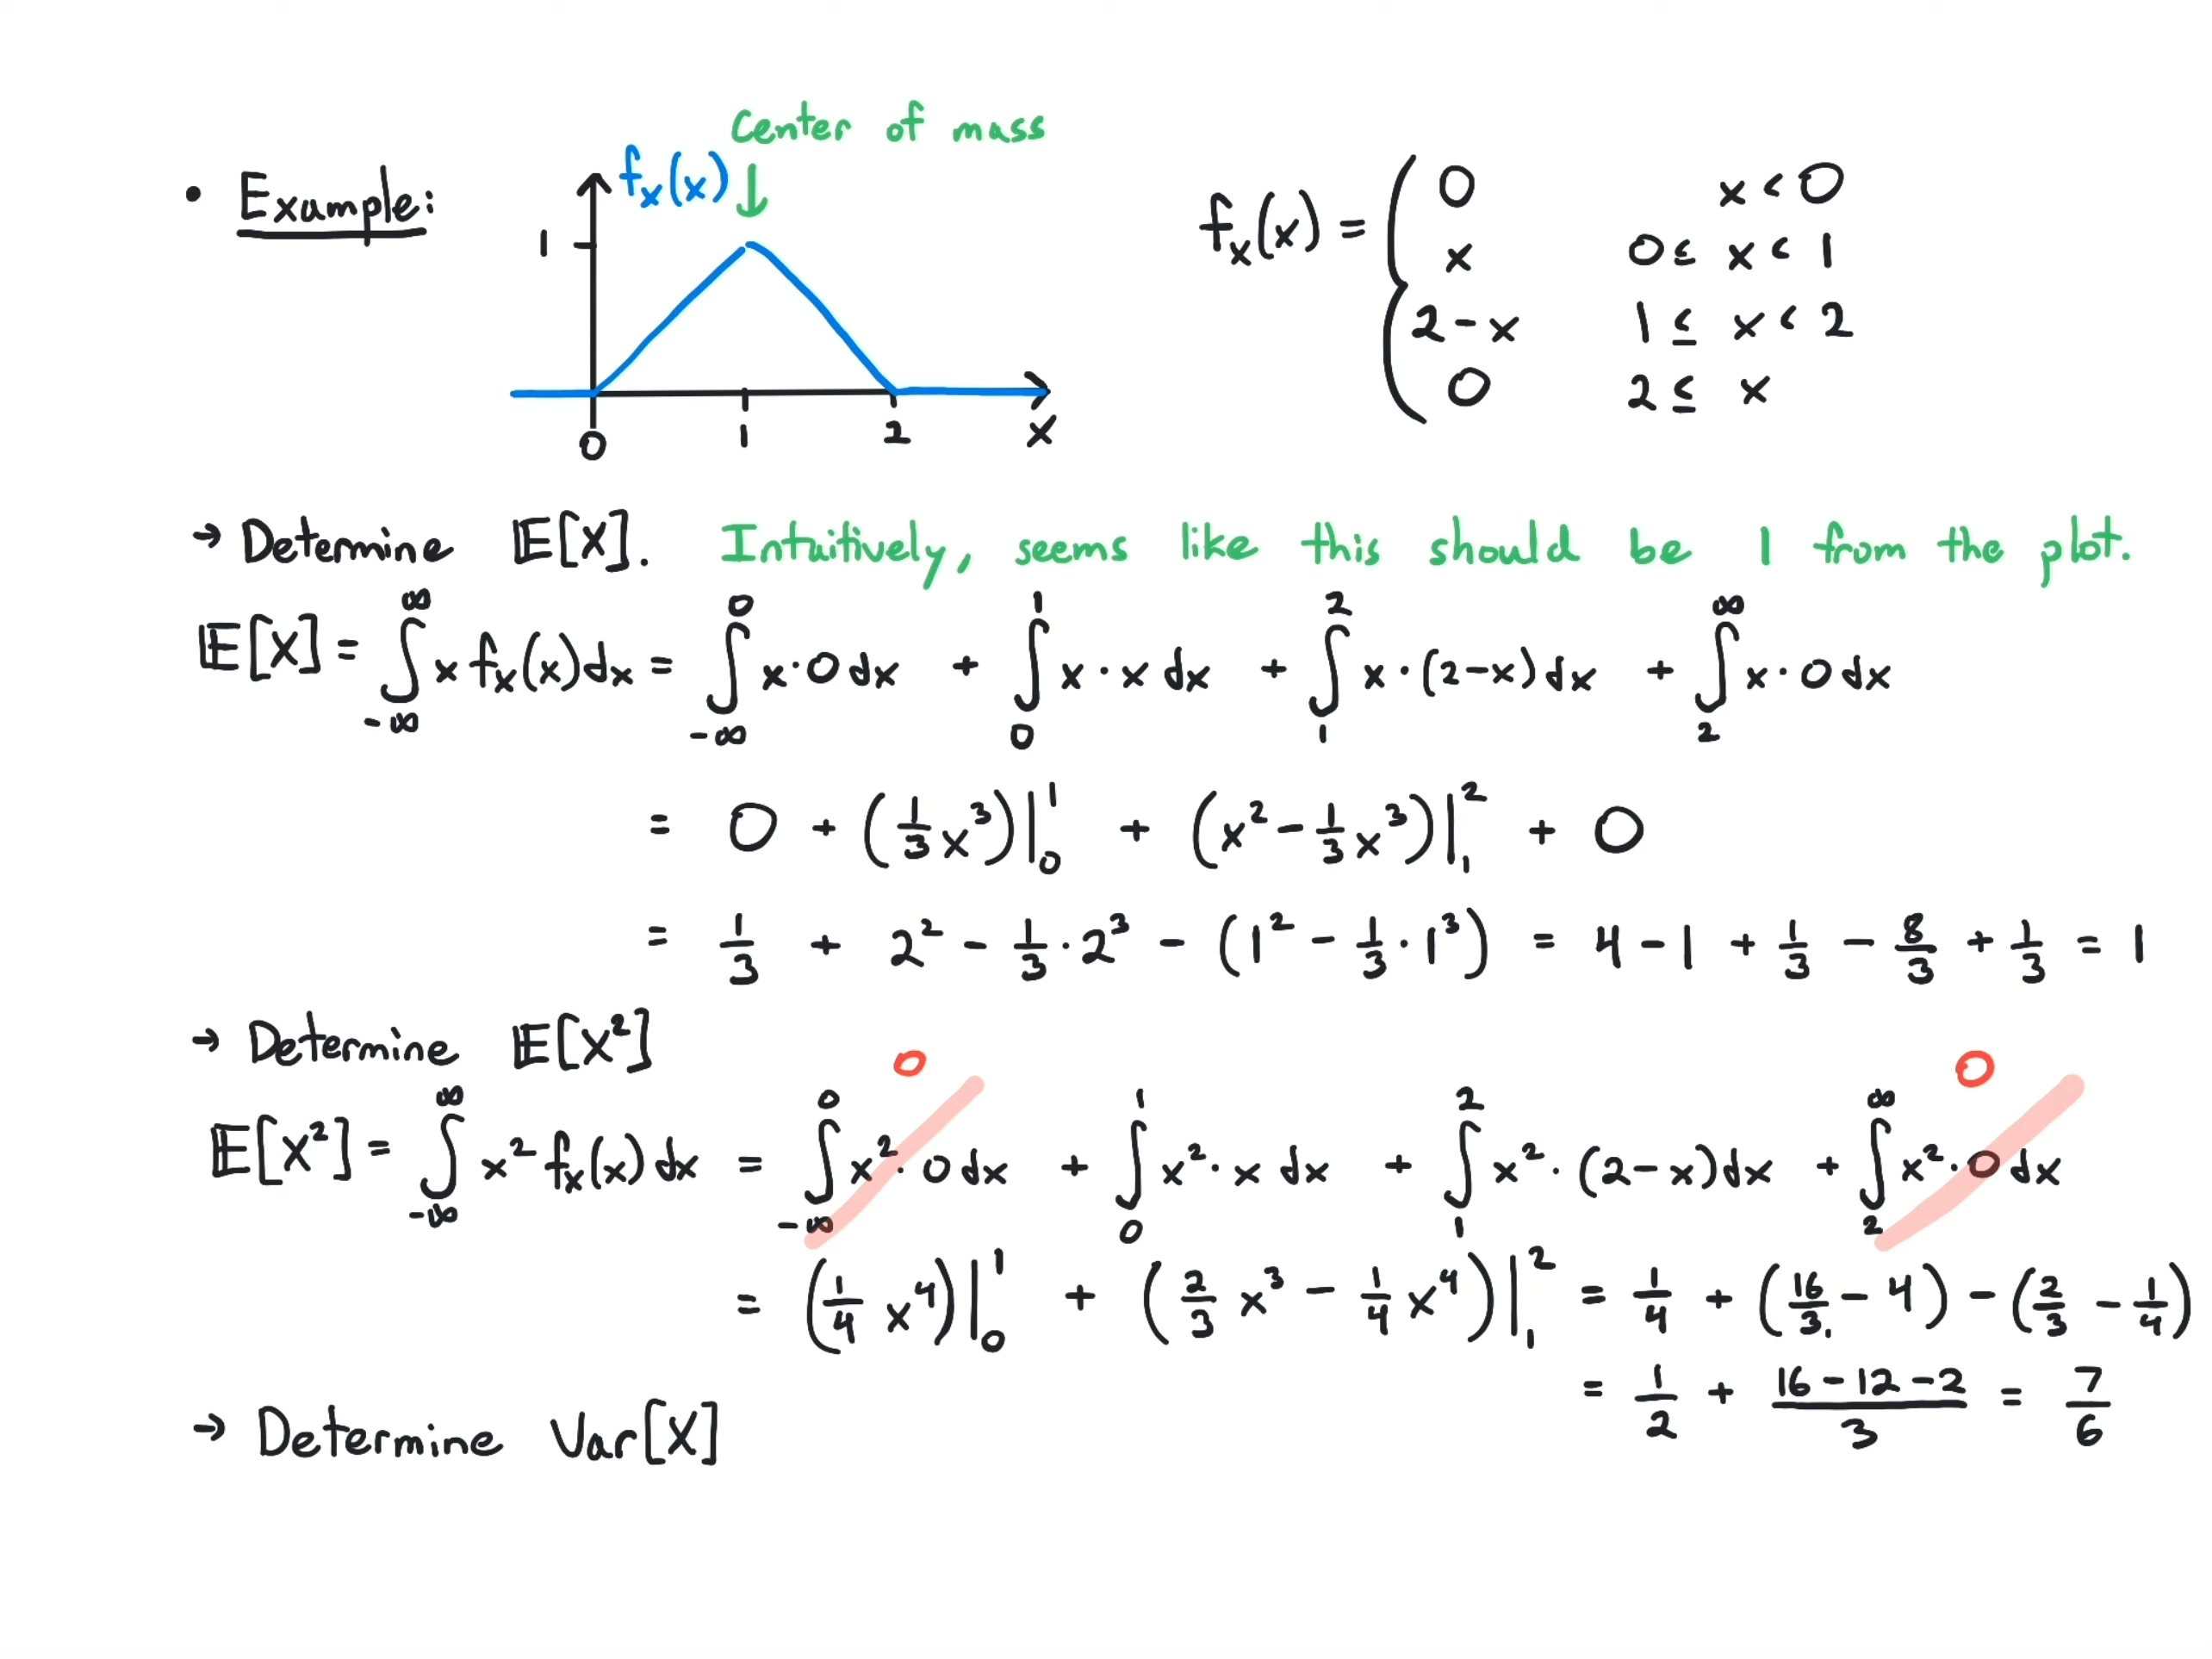 center of mass
• Example:
fₓ(x)
1
0 1 2 x
fₓ(x) = { 0 x < 0
x 0 ≤ x < 1
2 - x 1 ≤ x < 2
0 2 ≤ x
→ Determine 𝔼[X]. Intuitively, seems like this should be 1 from the plot.
𝔼[X] = ∫_{-∞}^{∞} x fₓ(x) dx = ∫_{-∞}^{0} x · 0 dx + ∫_{0}^{1} x · x dx + ∫_{1}^{2} x · (2-x) dx + ∫_{2}^{∞} x · 0 dx
= 0 + (1/3 x³)|_0^1 + (x² - 1/3 x³)|_1^2 + 0
= 1/3 + 2² - 1/3 · 2³ - (1² - 1/3 · 1³) = 4 - 1 + 1/3 - 8/3 + 1/3 = 1
→ Determine 𝔼[X²]
0 0
𝔼[X²] = ∫_{-∞}^{∞} x² fₓ(x) dx = ∫_{-∞}^{0} x² · 0 dx + ∫_{0}^{1} x² · x dx + ∫_{1}^{2} x² · (2-x) dx + ∫_{2}^{∞} x² · 0 dx
= (1/4 x⁴)|_0^1 + (2/3 x³ - 1/4 x⁴)|_1^2 = 1/4 + (16/3 - 4) - (2/3 - 1/4)
= 1/2 + (16-12-2)/3 = 7/6
→ Determine Var[X]